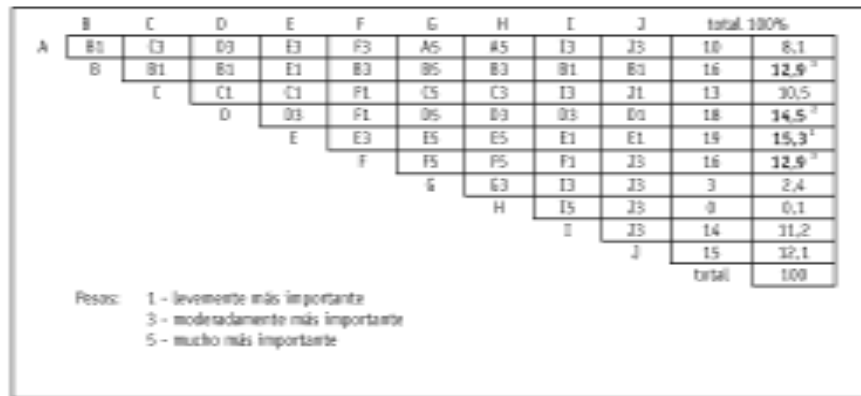 B C D E F G H I J total 100%
A B1 C3 D3 E3 F3 A5 A5 I3 J3 10 8,1
B B1 B1 E1 B3 B5 B3 B1 B1 16 12,9 ³
C C1 C1 F1 C5 C3 I3 J1 13 10,5
D D3 F1 D5 D3 D3 D1 18 14,5 ²
E E3 E5 E5 E1 E1 19 15,3 ¹
F F5 F5 F1 J3 16 12,9 ³
G G3 I3 J3 3 2,4
H I5 J3 0 0,1
I J3 14 11,2
J 15 12,1
total 100
Pesos: 1 - levemente más importante
3 - moderadamente más importante
5 - mucho más importante